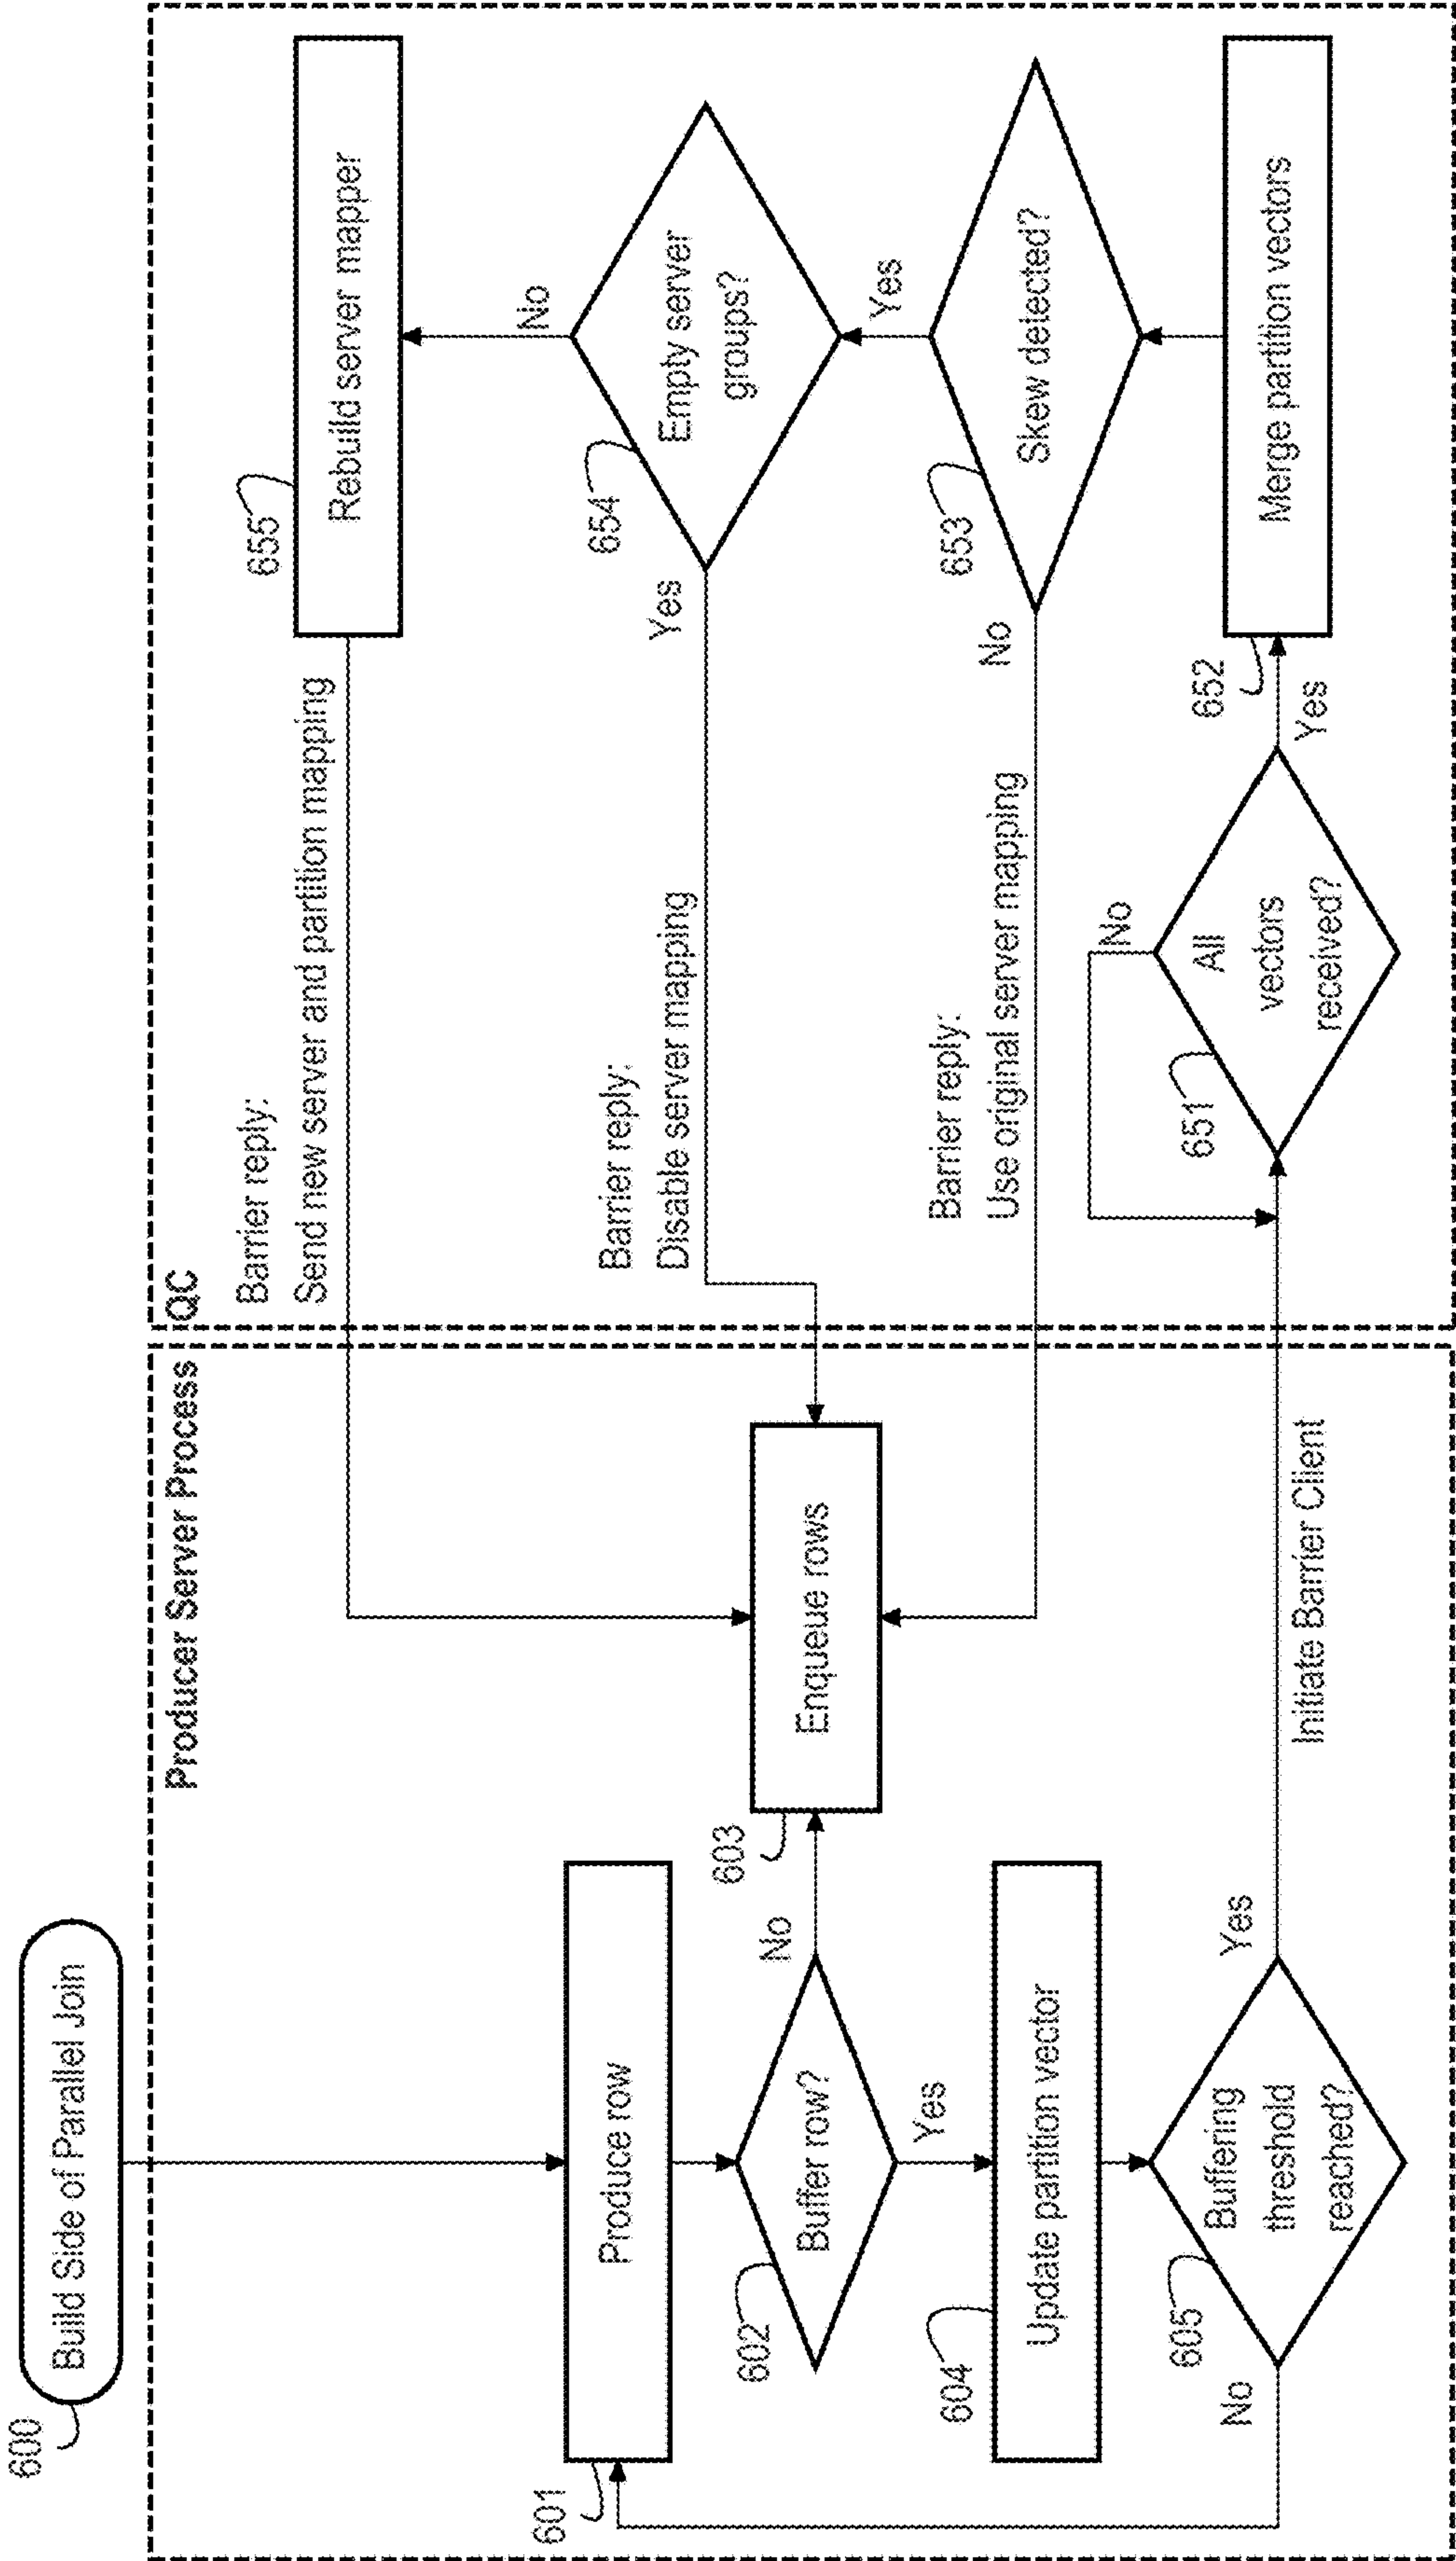 600
Build Side of Parallel Join
Producer Server Process
601
Produce row
602
Buffer row?
No
Yes
603
Enqueue rows
604
Update partition vector
605
Buffering
threshold
reached?
No
Yes
Initiate Barrier Client
QC
Barrier reply:
Send new server and partition mapping
655
Rebuild server mapper
No
654
Empty server
groups?
Yes
Barrier reply:
Disable server mapping
Yes
653
Skew detected?
No
Barrier reply:
Use original server mapping
No
651
All
vectors
received?
Yes
652
Merge partition vectors